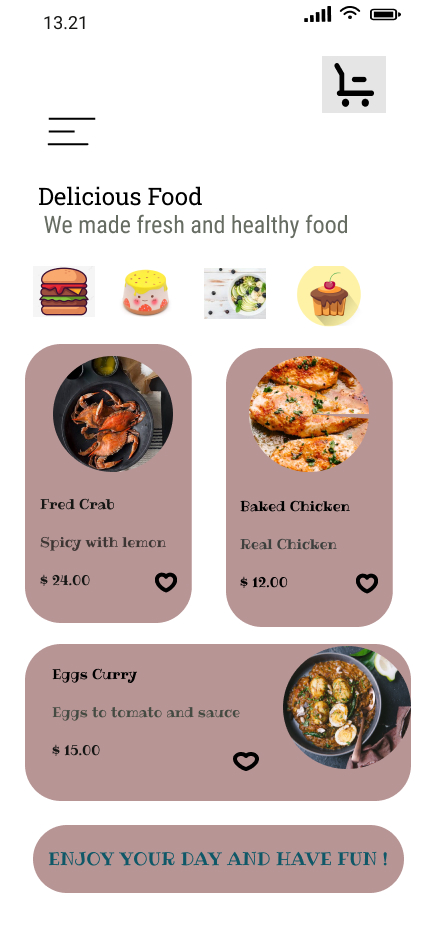 13.21
Delicious Food
We made fresh and healthy food
Fred Crab
Spicy with lemon
$ 24.00
Baked Chicken
Real Chicken
$ 12.00
Eggs Curry
Eggs to tomato and sauce
$ 15.00
ENJOY YOUR DAY AND HAVE FUN !